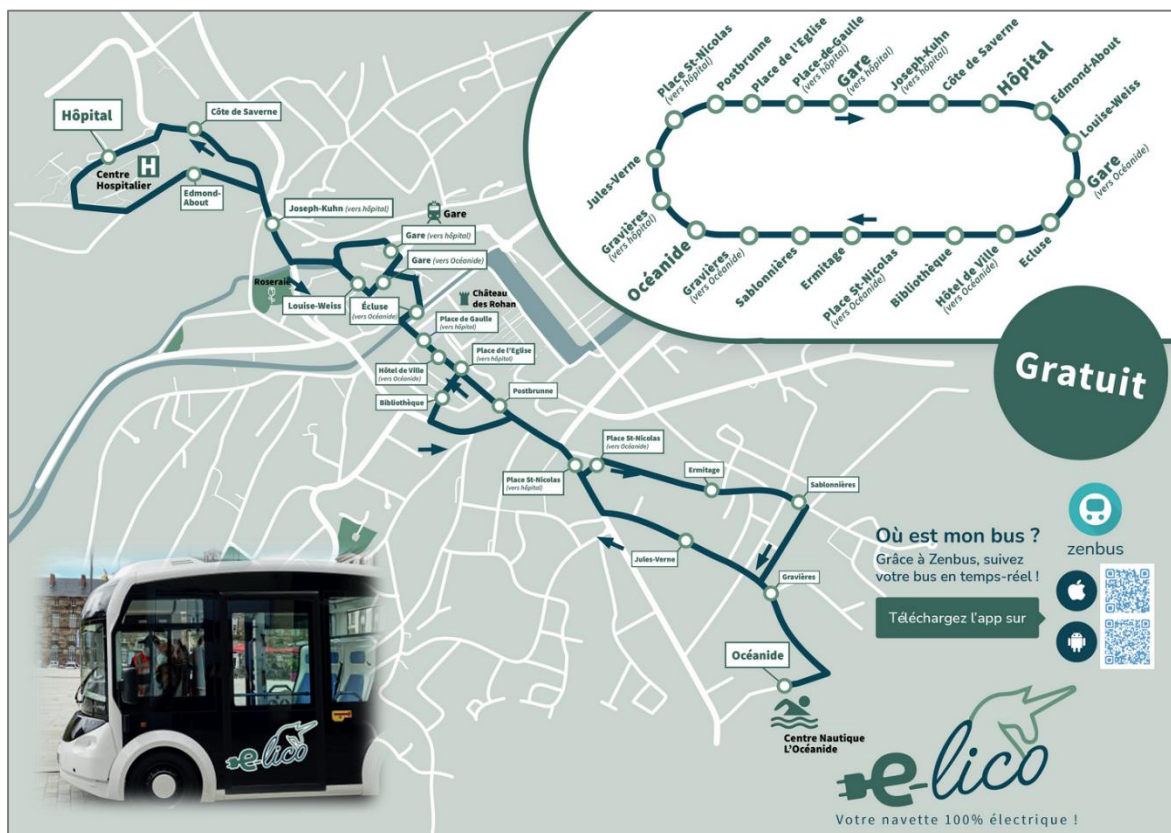 Hôpital
Côte de Saverne
H
Centre
Hospitalier
Edmond-
About
Joseph-Kuhn (vers hôpital)
Gare
Gare (vers hôpital)
Gare (vers Océanide)
Roseraie
Louise-Weiss
Écluse
(vers Océanide)
Château
des Rohan
Place de Gaulle
(vers hôpital)
Place de l'Eglise
(vers hôpital)
Hôtel de Ville
(vers Océanide)
Bibliothèque
Postbrunne
Place St-Nicolas
(vers Océanide)
Place St-Nicolas
(vers hôpital)
Ermitage
Sablonnières
Jules-Verne
Gravières
Océanide
Centre Nautique
L'Océanide
Place St-Nicolas
(vers hôpital)
Postbrunne
Place de l'Eglise
Place-de-Gaulle
(vers hôpital)
Gare
(vers hôpital)
Joseph-Kuhn
(vers hôpital)
Côte de Saverne
Hôpital
Edmond-About
Louise-Weiss
Gare
(vers Océanide)
Ecluse
Hôtel de Ville
(vers Océanide)
Bibliothèque
Place St-Nicolas
(vers Océanide)
Ermitage
Sablonnières
Gravières
(vers Océanide)
Océanide
Gravières
(vers hôpital)
Jules-Verne
Gratuit
Où est mon bus ?
Grâce à Zenbus, suivez
votre bus en temps-réel !
Téléchargez l'app sur
zenbus
e-lico
Votre navette 100% électrique !
e-lico